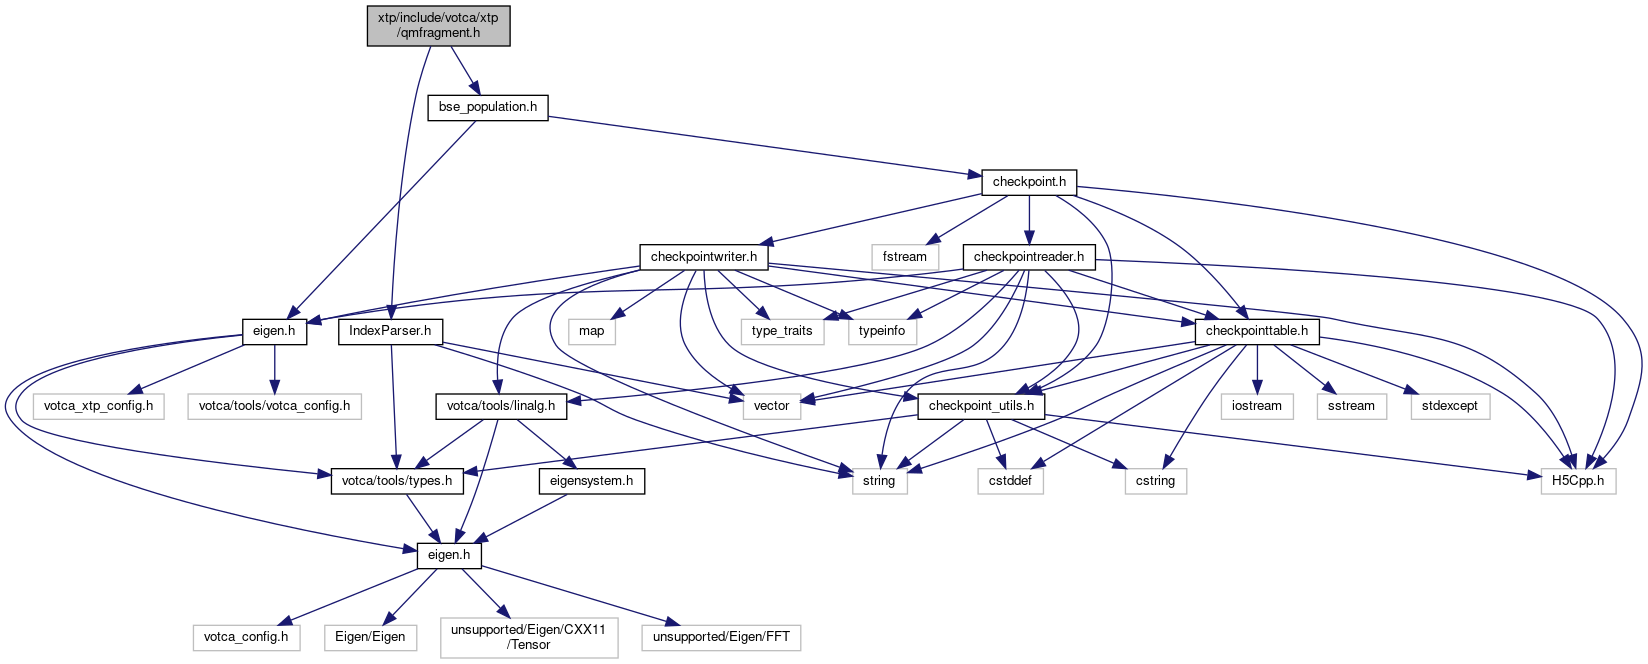 xtp/include/votca/xtp
/qmfragment.h
bse_population.h
checkpoint.h
checkpointwriter.h
fstream
checkpointreader.h
eigen.h
IndexParser.h
map
type_traits
typeinfo
checkpointtable.h
votca_xtp_config.h
votca/tools/votca_config.h
votca/tools/linalg.h
vector
checkpoint_utils.h
iostream
sstream
stdexcept
votca/tools/types.h
eigensystem.h
string
cstddef
cstring
H5Cpp.h
eigen.h
votca_config.h
Eigen/Eigen
unsupported/Eigen/CXX11
/Tensor
unsupported/Eigen/FFT